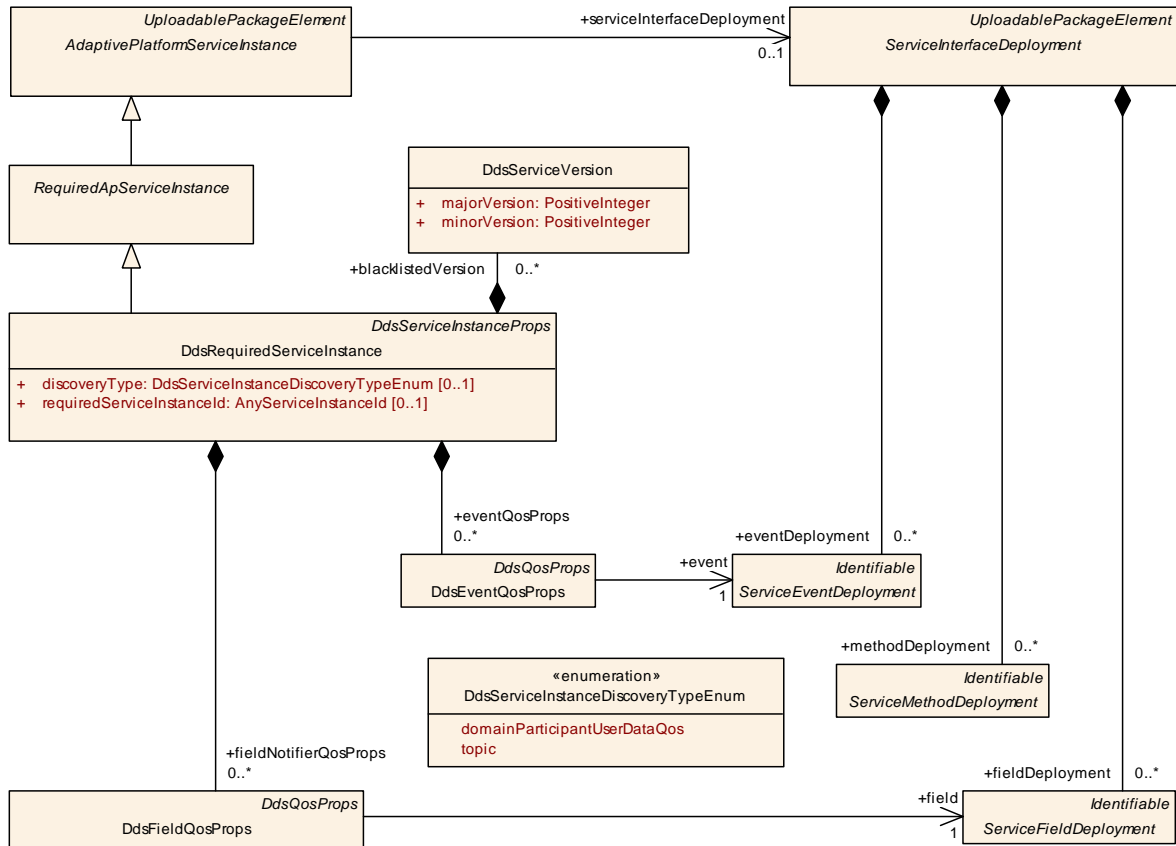 UploadablePackageElement
AdaptivePlatformServiceInstance
+serviceInterfaceDeployment
0..1
UploadablePackageElement
ServiceInterfaceDeployment
RequiredApServiceInstance
DdsServiceVersion
+ majorVersion: PositiveInteger
+ minorVersion: PositiveInteger
+blacklistedVersion 0..*
DdsServiceInstanceProps
DdsRequiredServiceInstance
+ discoveryType: DdsServiceInstanceDiscoveryTypeEnum [0..1]
+ requiredServiceInstanceId: AnyServiceInstanceId [0..1]
+eventQosProps
0..*
+eventDeployment 0..*
DdsQosProps
DdsEventQosProps
+event
1
Identifiable
ServiceEventDeployment
+methodDeployment 0..*
Identifiable
ServiceMethodDeployment
«enumeration»
DdsServiceInstanceDiscoveryTypeEnum
domainParticipantUserDataQos
topic
+fieldNotifierQosProps
0..*
+fieldDeployment 0..*
DdsQosProps
DdsFieldQosProps
+field
1
Identifiable
ServiceFieldDeployment